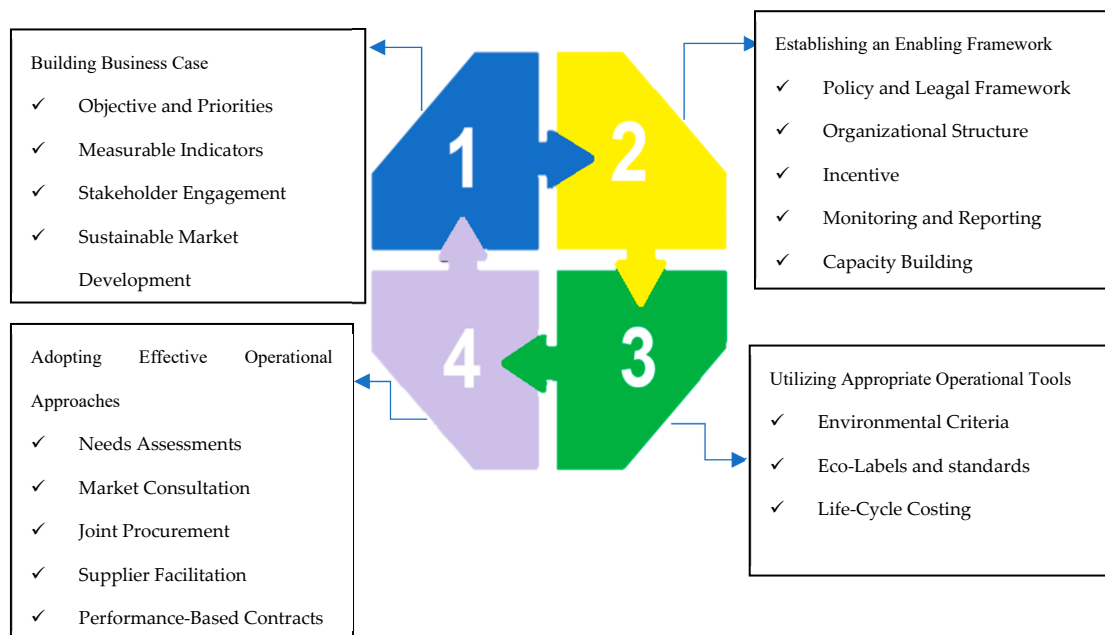 Building Business Case
✓ Objective and Priorities
✓ Measurable Indicators
✓ Stakeholder Engagement
✓ Sustainable Market
Development
1
2
Establishing an Enabling Framework
✓ Policy and Leagal Framework
✓ Organizational Structure
✓ Incentive
✓ Monitoring and Reporting
✓ Capacity Building
Adopting Effective Operational
Approaches
✓ Needs Assessments
✓ Market Consultation
✓ Joint Procurement
✓ Supplier Facilitation
✓ Performance-Based Contracts
4
3
Utilizing Appropriate Operational Tools
✓ Environmental Criteria
✓ Eco-Labels and standards
✓ Life-Cycle Costing